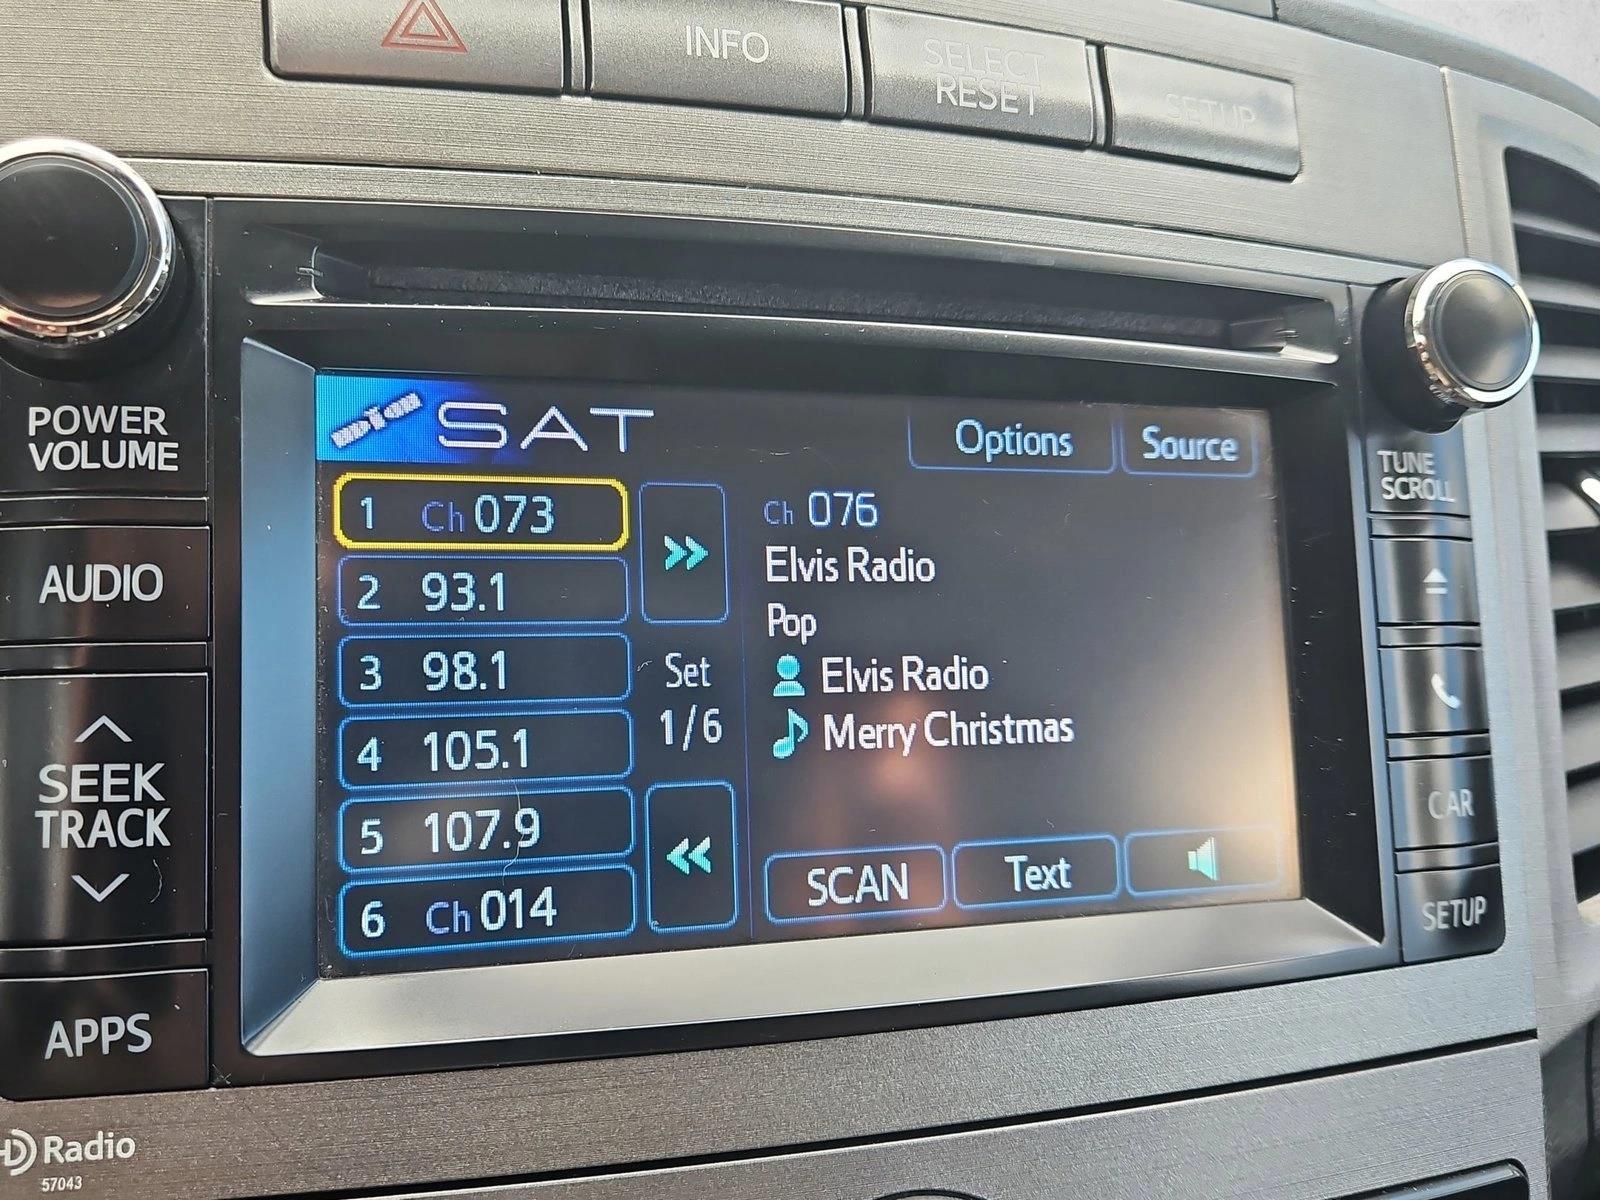 INFO
SELECT
RESET
SETUP
POWER
VOLUME
AUDIO
SEEK
TRACK
APPS
HD Radio
57043
SAT
Options
Source
1 Ch 073
2 93.1
3 98.1
4 105.1
5 107.9
6 Ch 014
Set
1/6
Ch 076
Elvis Radio
Pop
Elvis Radio
Merry Christmas
SCAN
Text
TUNE
SCROLL
CAR
SETUP